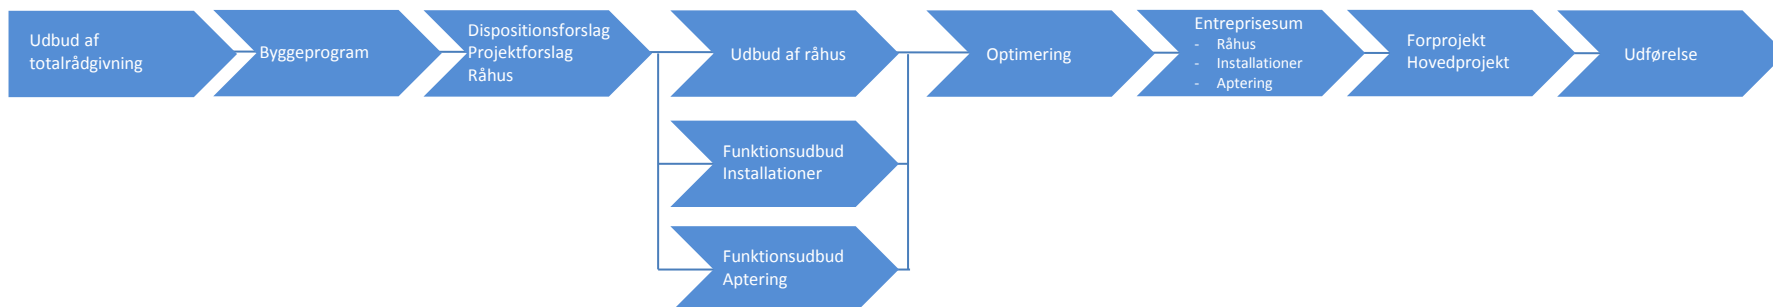 Udbud af
totalrådgivning
Byggeprogram
Dispositionsforslag
Projektforslag
Råhus
Udbud af råhus
Funktionsudbud
Installationer
Funktionsudbud
Aptering
Optimering
Entreprisesum
- Råhus
- Installationer
- Aptering
Forprojekt
Hovedprojekt
Udførelse